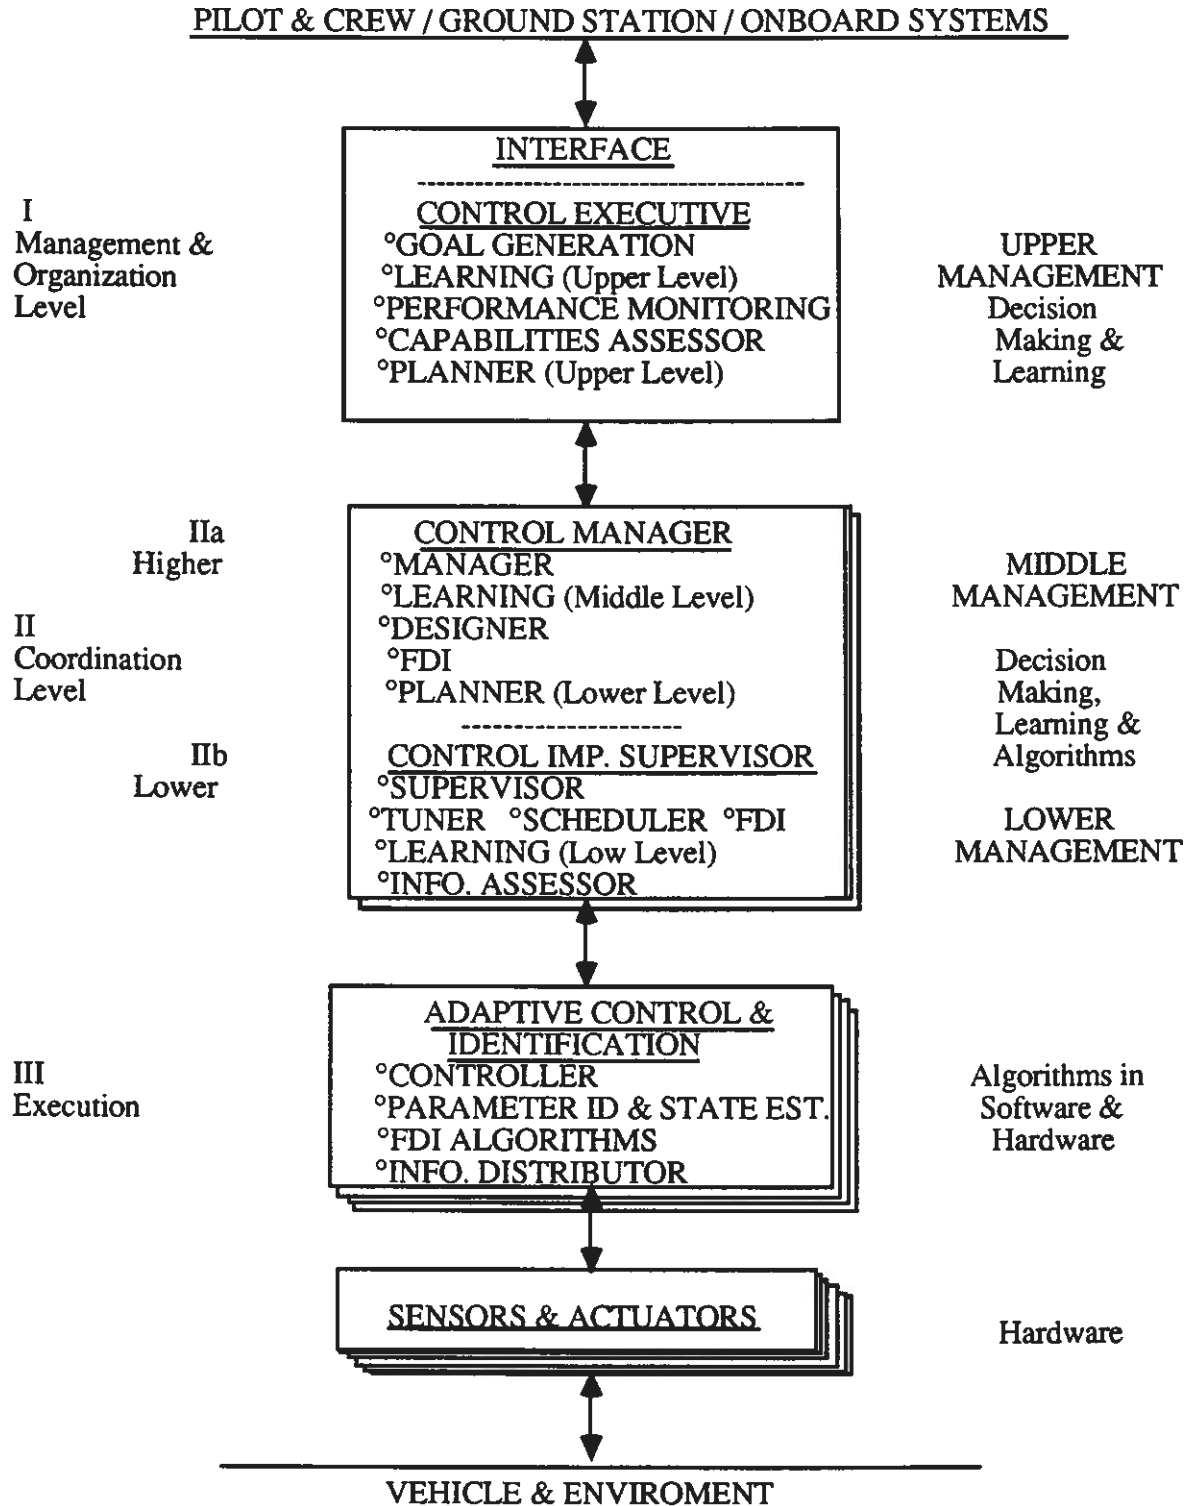 PILOT & CREW / GROUND STATION / ONBOARD SYSTEMS
INTERFACE
I
Management &
Organization
Level
CONTROL EXECUTIVE
°GOAL GENERATION
°LEARNING (Upper Level)
°PERFORMANCE MONITORING
°CAPABILITIES ASSESSOR
°PLANNER (Upper Level)
UPPER
MANAGEMENT
Decision
Making &
Learning
IIa
Higher
II
Coordination
Level
IIb
Lower
CONTROL MANAGER
°MANAGER
°LEARNING (Middle Level)
°DESIGNER
°FDI
°PLANNER (Lower Level)
CONTROL IMP. SUPERVISOR
°SUPERVISOR
°TUNER °SCHEDULER °FDI
°LEARNING (Low Level)
°INFO. ASSESSOR
MIDDLE
MANAGEMENT
Decision
Making,
Learning &
Algorithms
LOWER
MANAGEMENT
III
Execution
ADAPTIVE CONTROL &
IDENTIFICATION
°CONTROLLER
°PARAMETER ID & STATE EST.
°FDI ALGORITHMS
°INFO. DISTRIBUTOR
Algorithms in
Software &
Hardware
SENSORS & ACTUATORS
Hardware
VEHICLE & ENVIROMENT